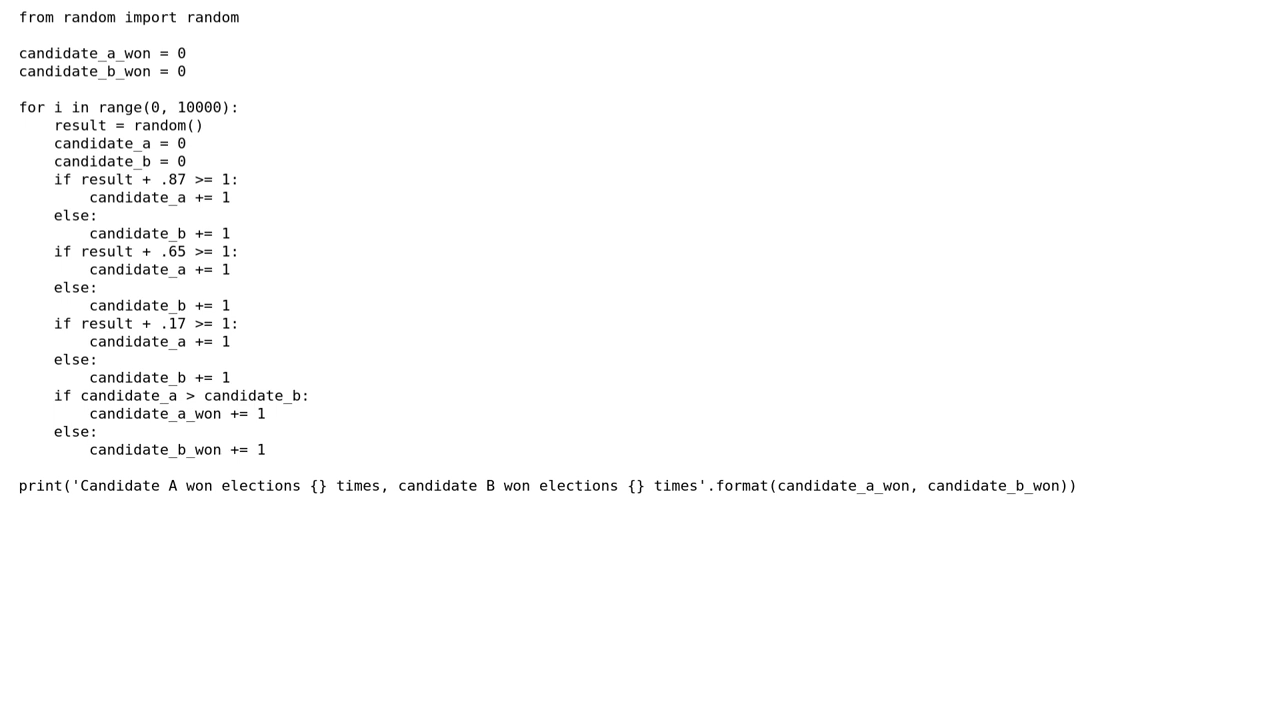 from random import random

candidate_a_won = 0
candidate_b_won = 0

for i in range(0, 10000):
    result = random()
    candidate_a = 0
    candidate_b = 0
    if result + .87 >= 1:
        candidate_a += 1
    else:
        candidate_b += 1
    if result + .65 >= 1:
        candidate_a += 1
    else:
        candidate_b += 1
    if result + .17 >= 1:
        candidate_a += 1
    else:
        candidate_b += 1
    if candidate_a > candidate_b:
        candidate_a_won += 1
    else:
        candidate_b_won += 1

print('Candidate A won elections {} times, candidate B won elections {} times'.format(candidate_a_won, candidate_b_won))